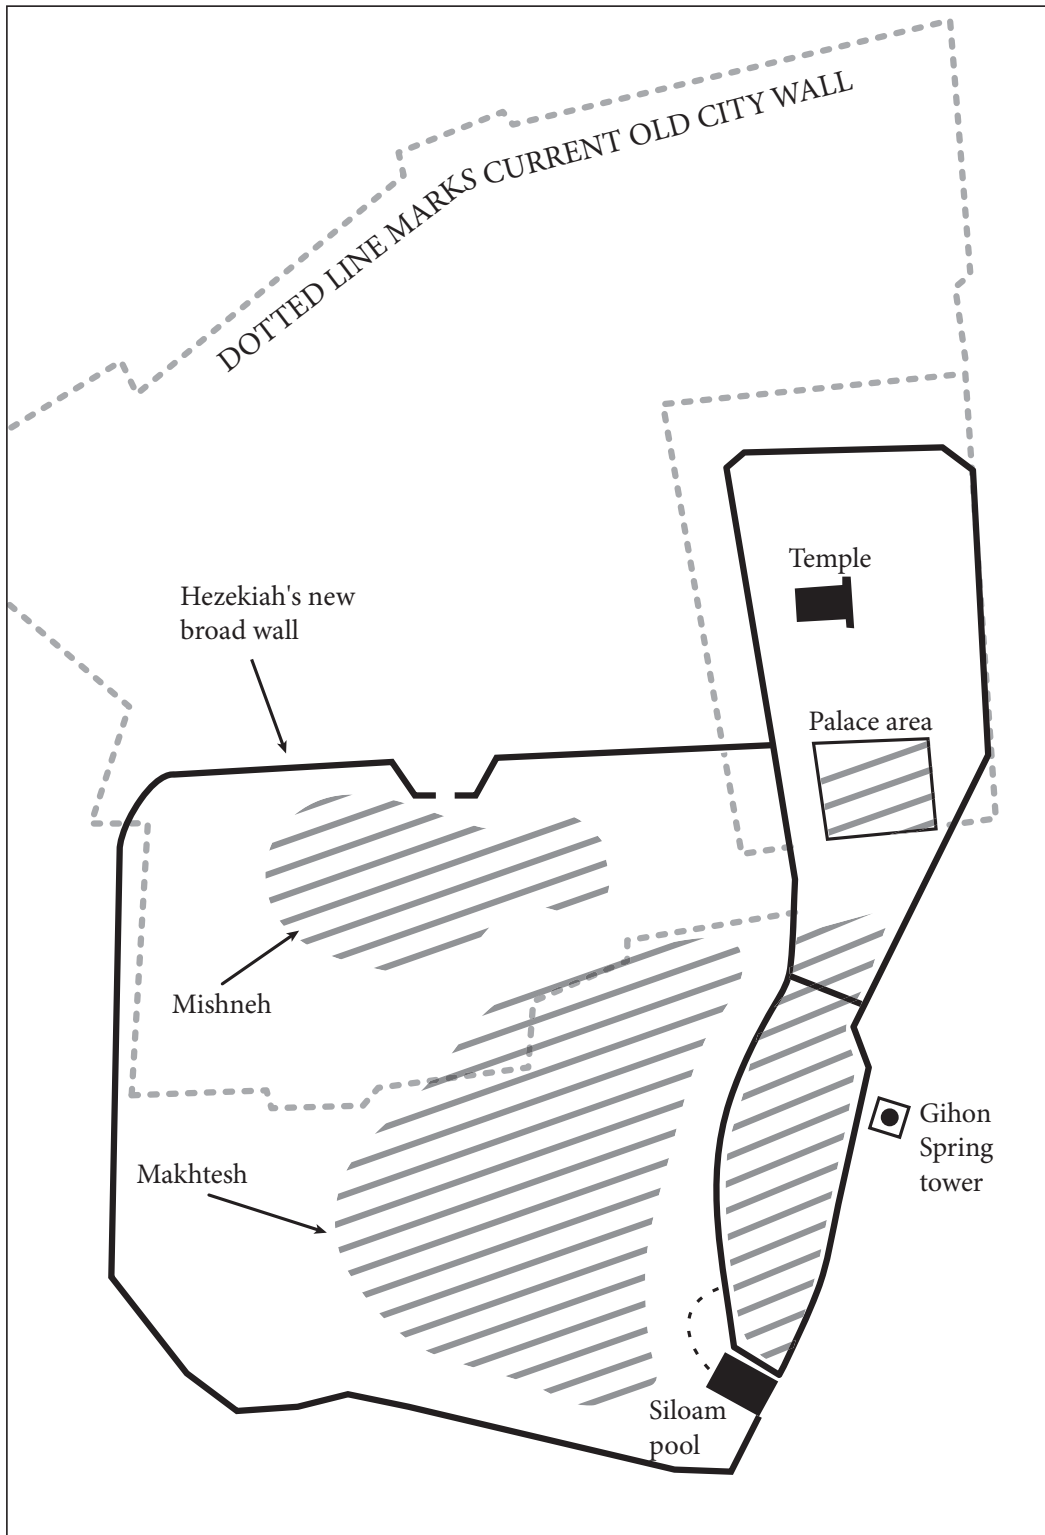 DOTTED LINE MARKS CURRENT OLD CITY WALL
Temple
Hezekiah's new
broad wall
Palace area
Mishneh
Gihon
Spring
tower
Makhtesh
Siloam
pool